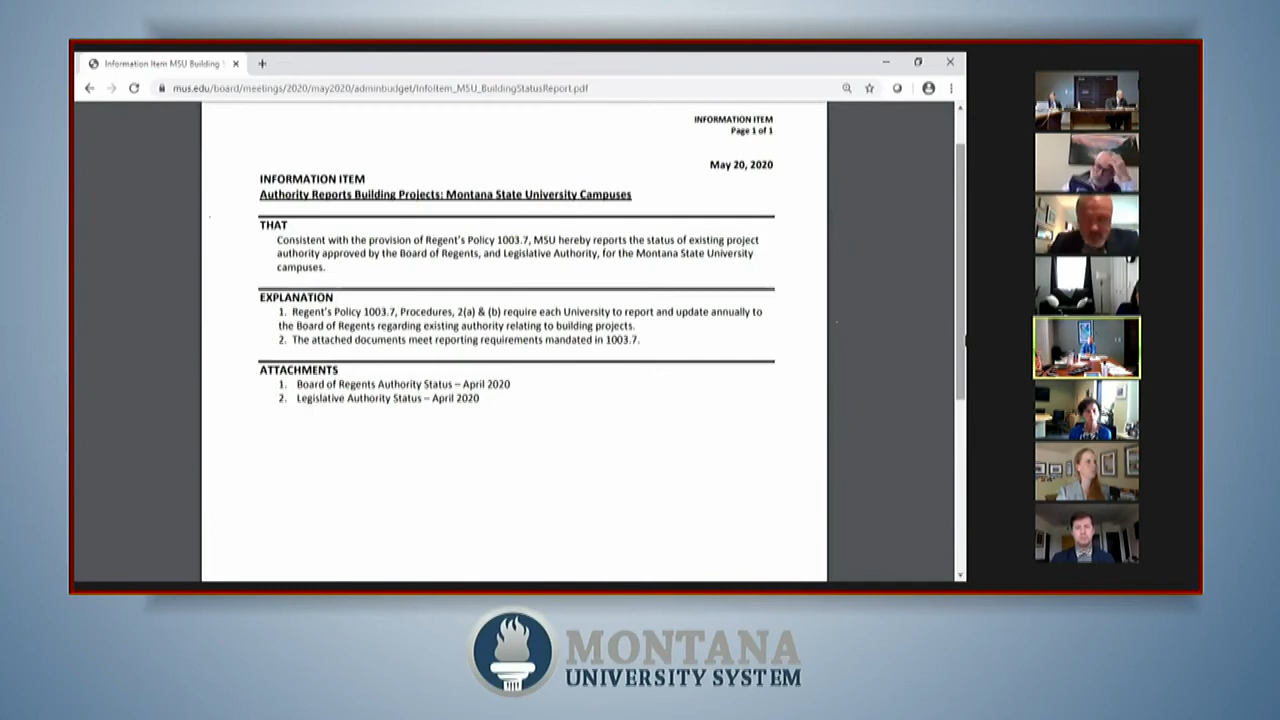 Information Item MSU Building
mus.edu/board/meetings/2020/may2020/adminbudget/InfoItem_MSU_BuildingStatusReport.pdf
INFORMATION ITEM
Page 1 of 1
May 20, 2020
INFORMATION ITEM
Authority Reports Building Projects: Montana State University Campuses
THAT
Consistent with the provision of Regent's Policy 1003.7, MSU hereby reports the status of existing project
authority approved by the Board of Regents, and Legislative Authority, for the Montana State University
campuses.
EXPLANATION
1. Regent's Policy 1003.7, Procedures, 2(a) & (b) require each University to report and update annually to
the Board of Regents regarding existing authority relating to building projects.
2. The attached documents meet reporting requirements mandated in 1003.7.
ATTACHMENTS
1. Board of Regents Authority Status – April 2020
2. Legislative Authority Status – April 2020
MONTANA
UNIVERSITY SYSTEM